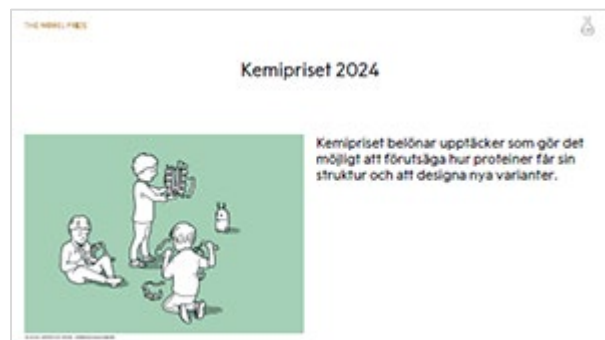 THE NOBEL PRIZE
Kemipriset 2024
Kemipriset belönar upptäcker som gör det
möjligt att förutsäga hur proteiner får sin
struktur och att designa nya varianter.